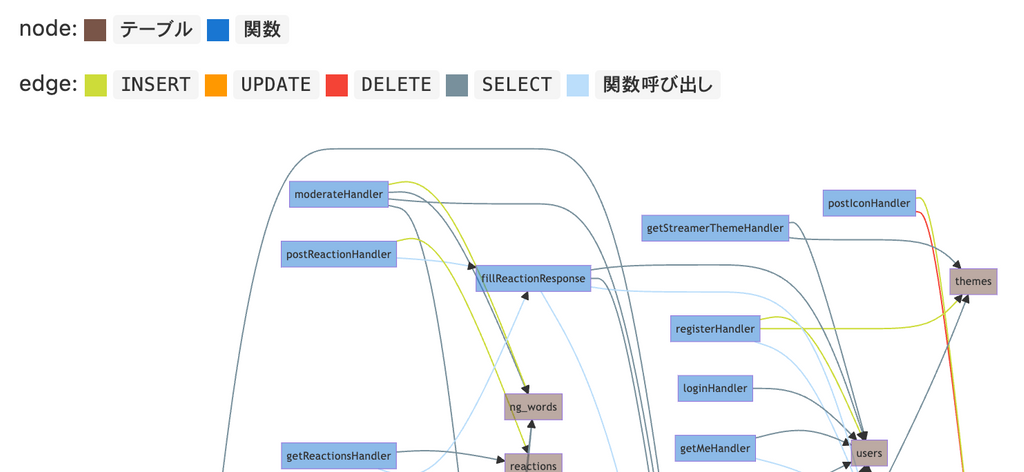 node: テーブル 関数
edge: INSERT UPDATE DELETE SELECT 関数呼び出し
moderateHandler
postIconHandler
getStreamerThemeHandler
postReactionHandler
fillReactionResponse
themes
registerHandler
loginHandler
ng_words
getMeHandler
users
getReactionsHandler
reactions